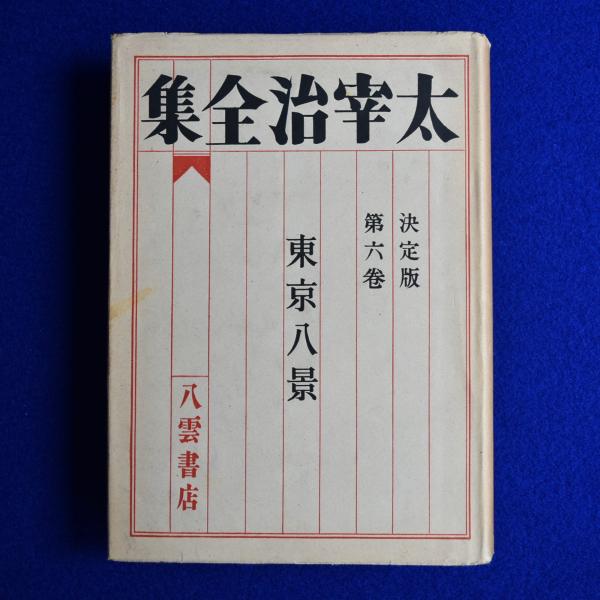 太宰治全集
決定版
第六巻
東京八景
八雲書店